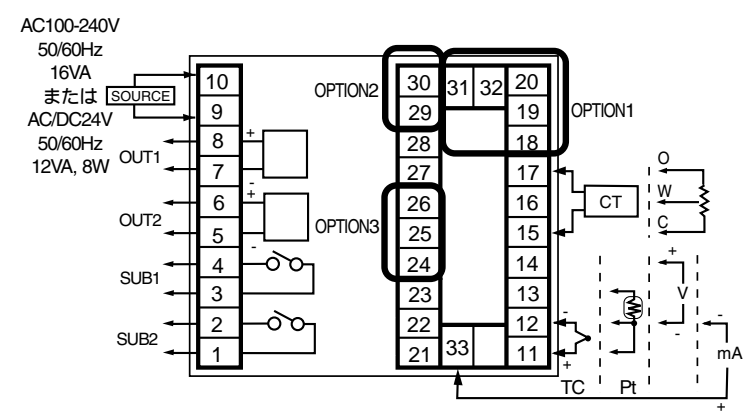 AC100-240V
50/60Hz
16VA
または
AC/DC24V
50/60Hz
12VA, 8W
SOURCE
OUT1
OUT2
SUB1
SUB2
10
9
8
7
6
5
4
3
2
1
+
-
+
-
OPTION2
OPTION3
30
29
28
27
26
25
24
23
22
21
31
32
33
20
19
18
17
16
15
14
13
12
11
OPTION1
CT
O
W
C
-
+
TC
Pt
+
V
-
-
mA
+